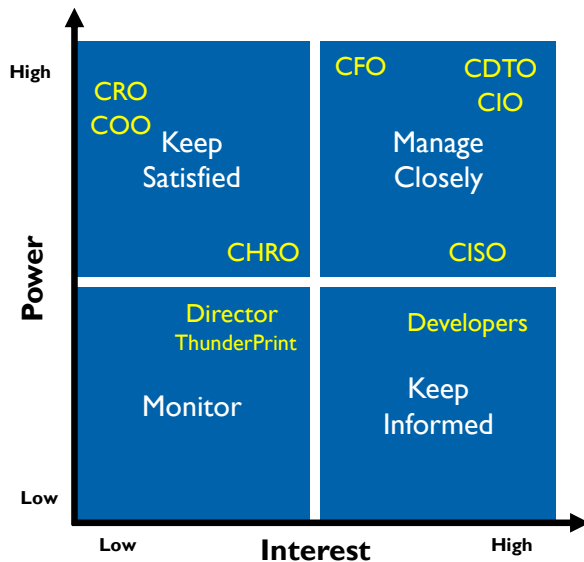 High
CRO
COO
Keep
Satisfied
CHRO
CFO
CDTO
CIO
Manage
Closely
CISO
Power
Director
ThunderPrint
Monitor
Developers
Keep
Informed
Low
Low
Interest
High